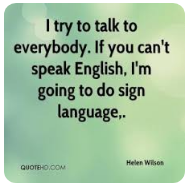 I try to talk to
everybody. If you can't
speak English, I'm
going to do sign
language,.
Helen Wilson
QUOTEHD.COM